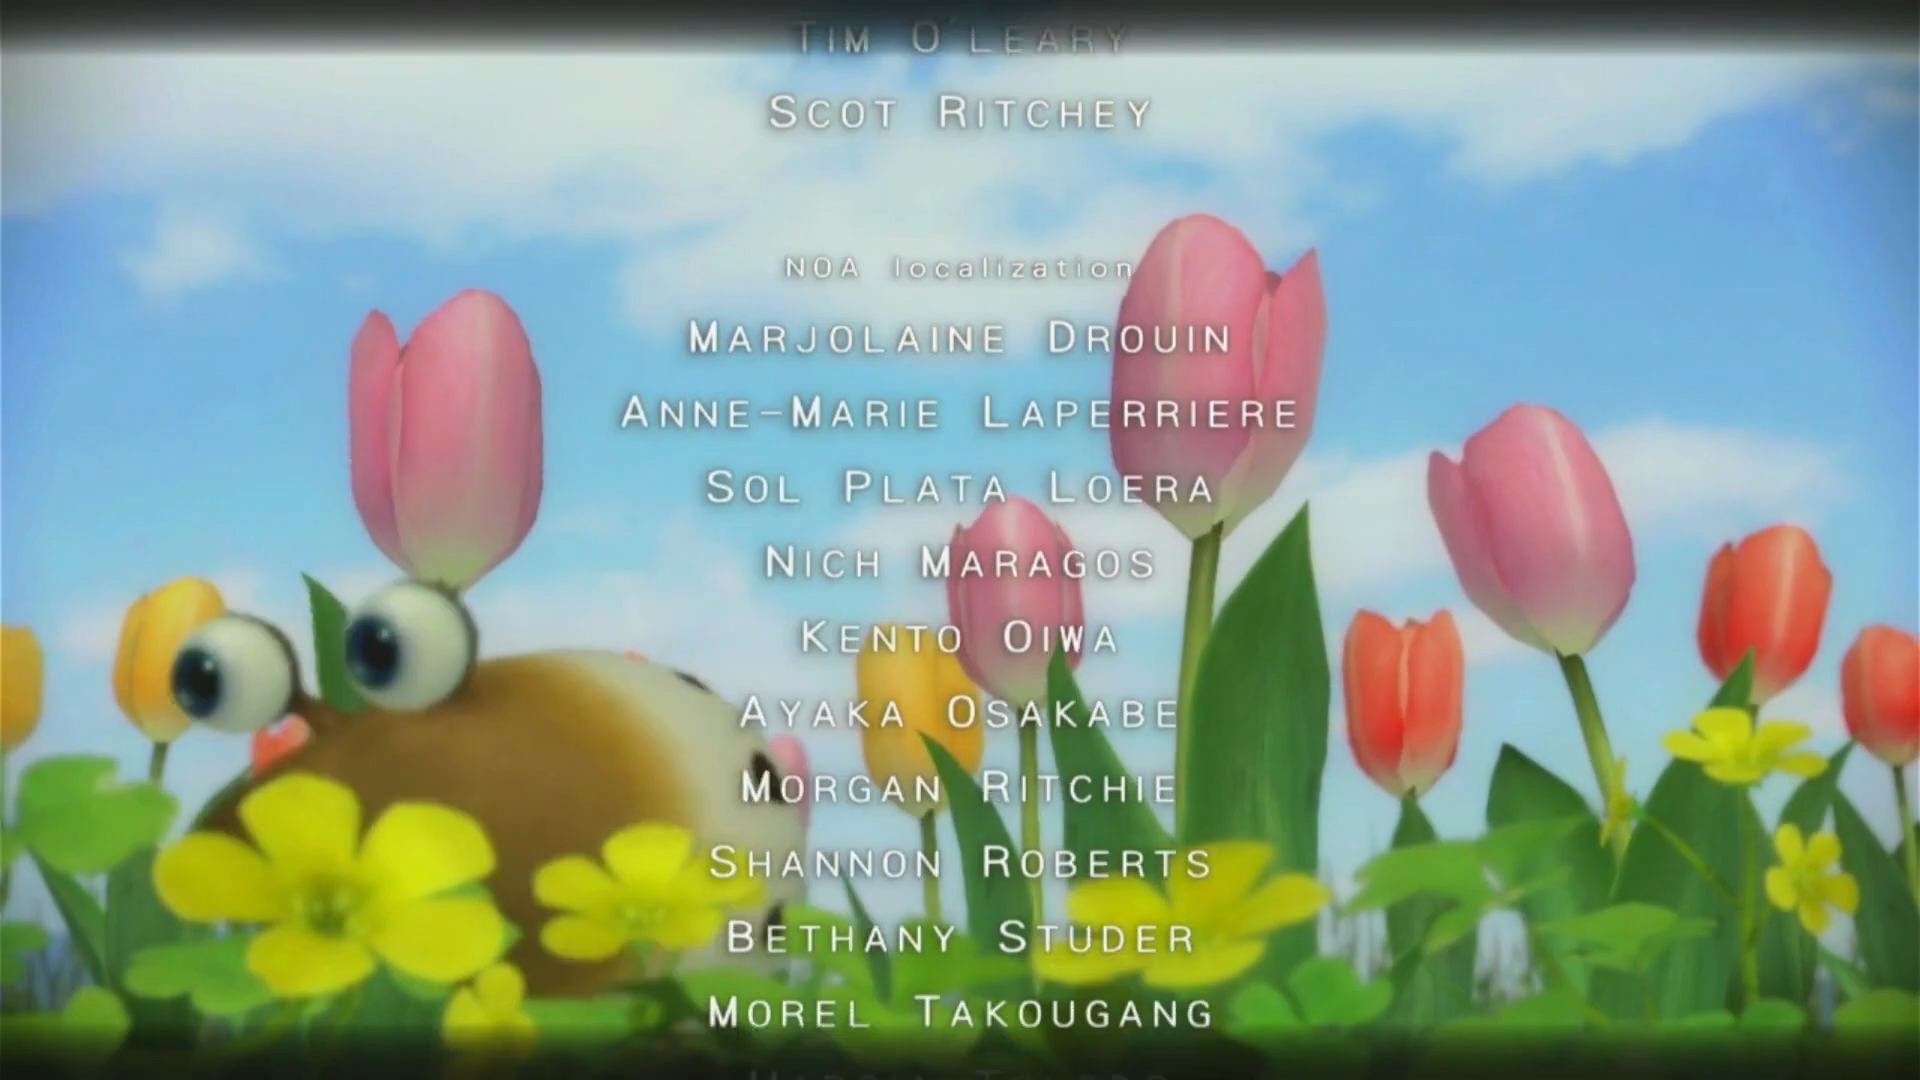 TIM O'LEARY
SCOT RITCHEY
NOA localization
MARJOLAINE DROUIN
ANNE-MARIE LAPERRIERE
SOL PLATA LOERA
NICH MARAGOS
KENTO OIWA
AYAKA OSAKABE
MORGAN RITCHIE
SHANNON ROBERTS
BETHANY STUDER
MOREL TAKOUGANG